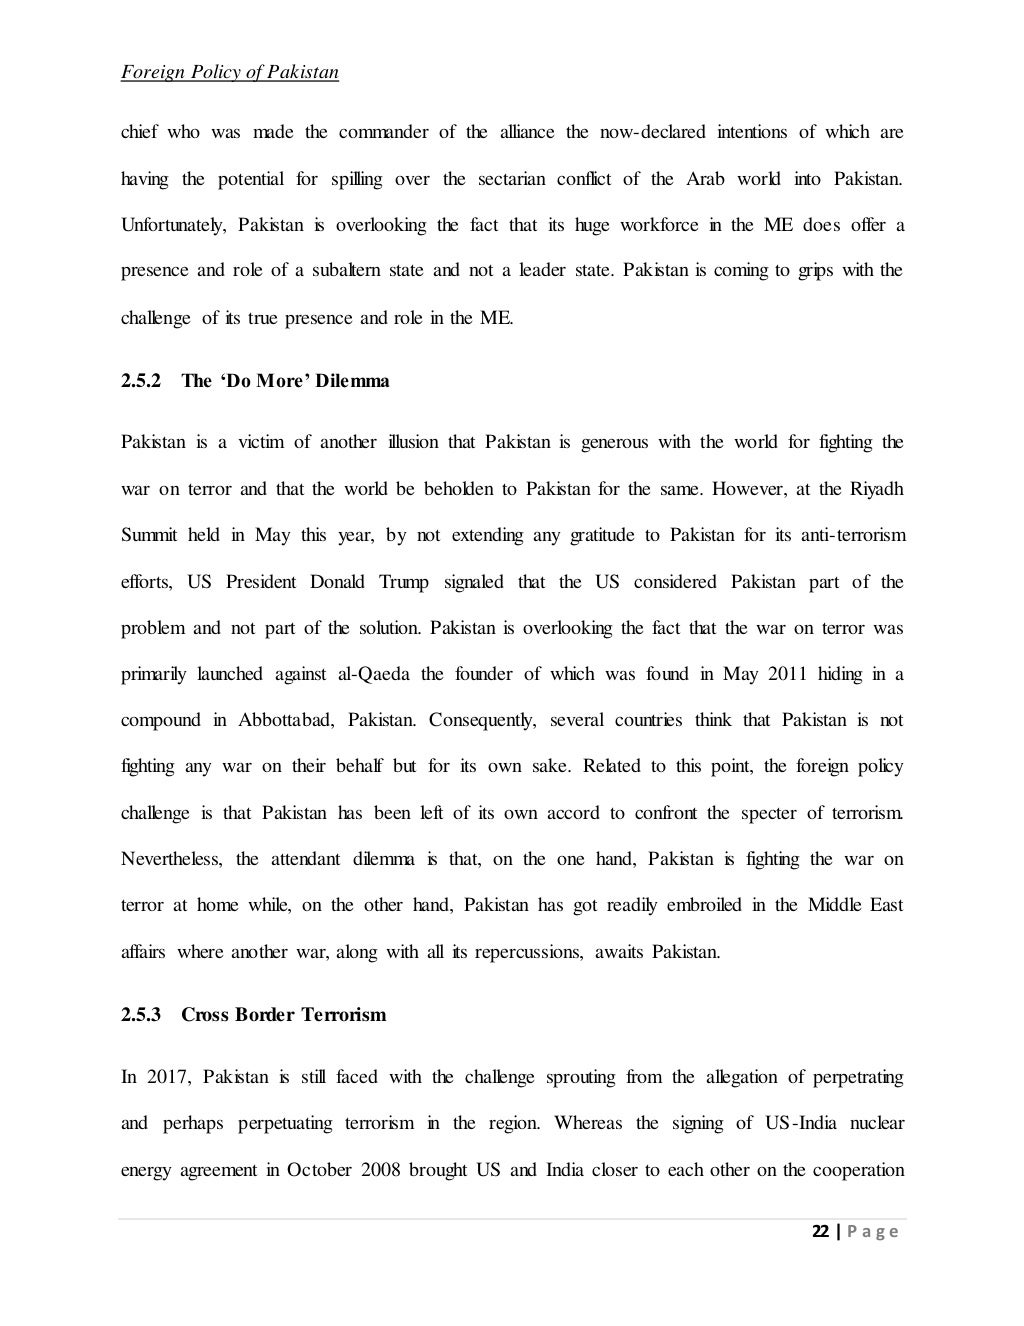 Foreign Policy of Pakistan
chief who was made the commander of the alliance the now-declared intentions of which are
having the potential for spilling over the sectarian conflict of the Arab world into Pakistan.
Unfortunately, Pakistan is overlooking the fact that its huge workforce in the ME does offer a
presence and role of a subaltern state and not a leader state. Pakistan is coming to grips with the
challenge of its true presence and role in the ME.
2.5.2 The ‘Do More’ Dilemma
Pakistan is a victim of another illusion that Pakistan is generous with the world for fighting the
war on terror and that the world be beholden to Pakistan for the same. However, at the Riyadh
Summit held in May this year, by not extending any gratitude to Pakistan for its anti-terrorism
efforts, US President Donald Trump signaled that the US considered Pakistan part of the
problem and not part of the solution. Pakistan is overlooking the fact that the war on terror was
primarily launched against al-Qaeda the founder of which was found in May 2011 hiding in a
compound in Abbottabad, Pakistan. Consequently, several countries think that Pakistan is not
fighting any war on their behalf but for its own sake. Related to this point, the foreign policy
challenge is that Pakistan has been left of its own accord to confront the specter of terrorism.
Nevertheless, the attendant dilemma is that, on the one hand, Pakistan is fighting the war on
terror at home while, on the other hand, Pakistan has got readily embroiled in the Middle East
affairs where another war, along with all its repercussions, awaits Pakistan.
2.5.3 Cross Border Terrorism
In 2017, Pakistan is still faced with the challenge sprouting from the allegation of perpetrating
and perhaps perpetuating terrorism in the region. Whereas the signing of US-India nuclear
energy agreement in October 2008 brought US and India closer to each other on the cooperation
22 | Page